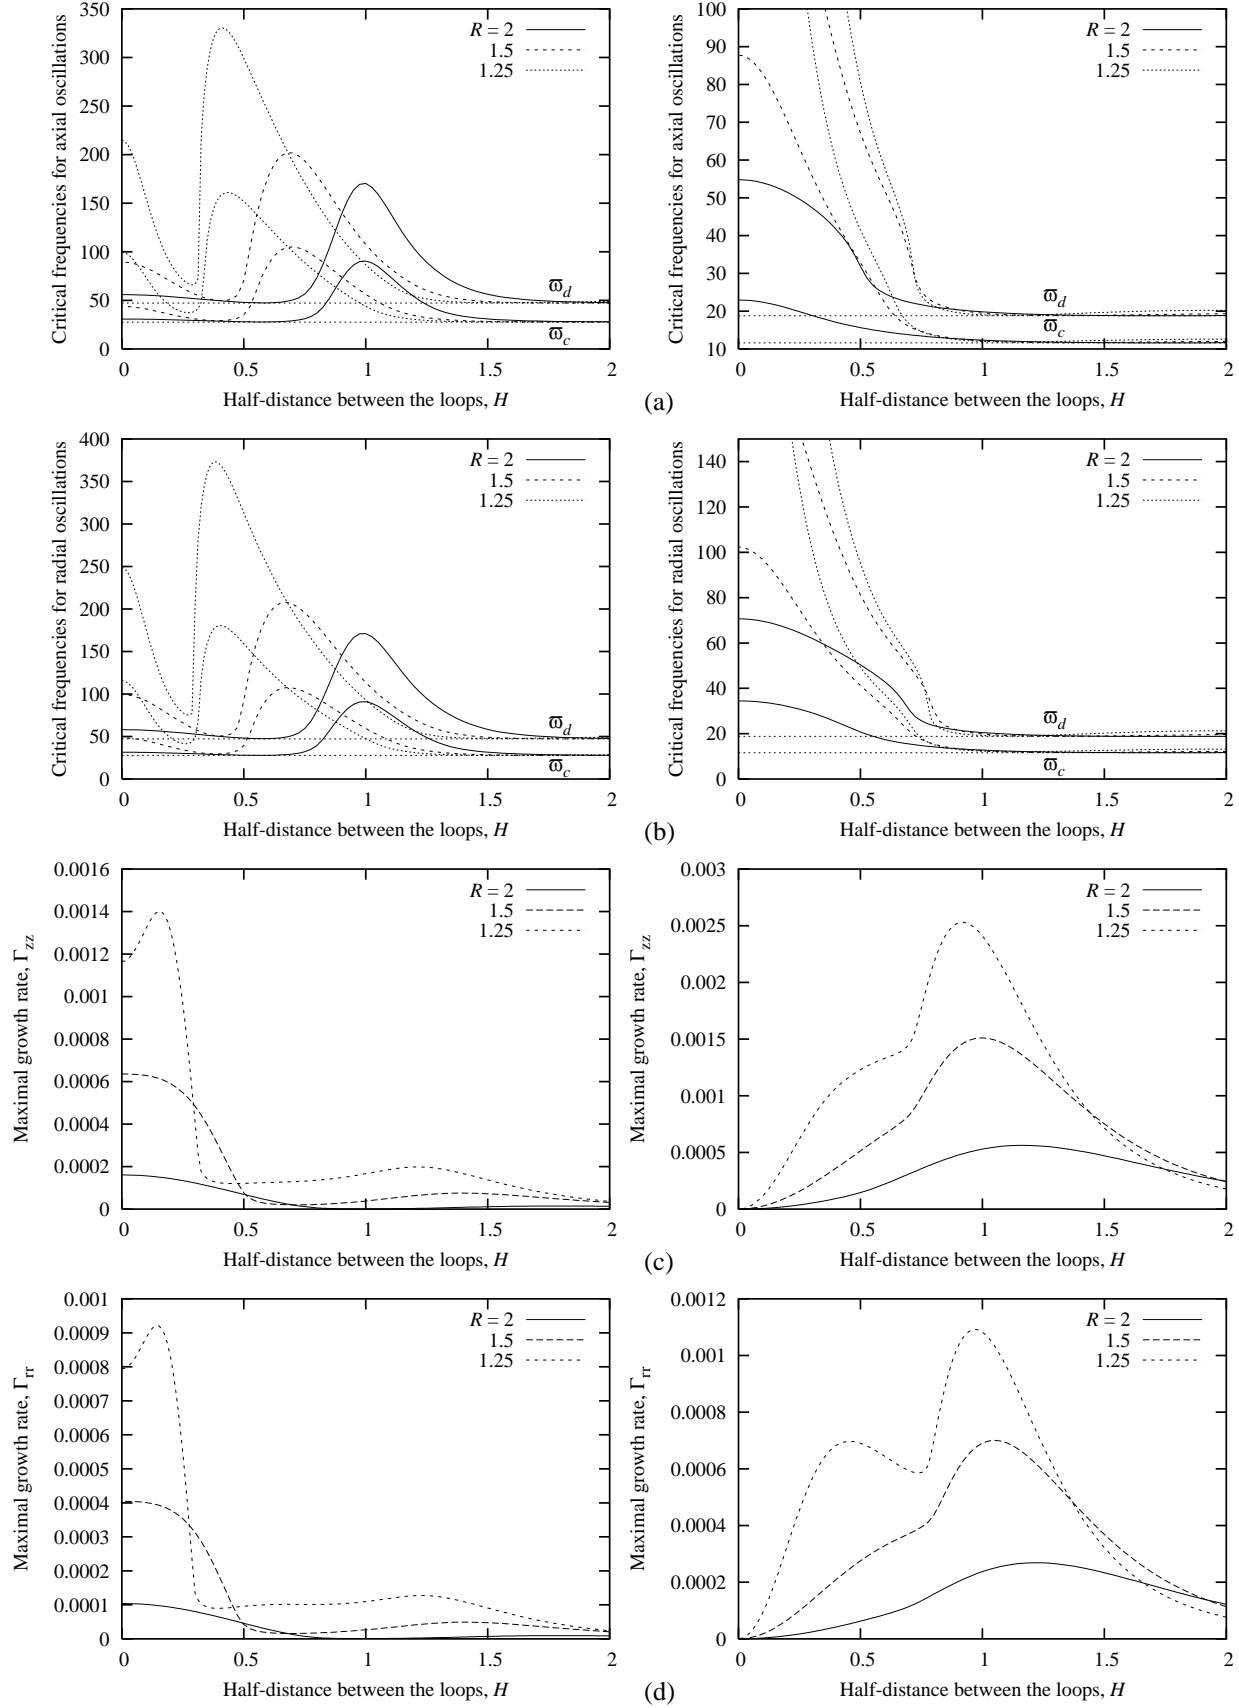 Critical frequencies for axial oscillations
350
300
250
200
150
100
50
0
0 0.5 1 1.5 2
R = 2
1.5
1.25
ϖd
ϖc
Half-distance between the loops, H
Critical frequencies for axial oscillations
100
90
80
70
60
50
40
30
20
10
0 0.5 1 1.5 2
R = 2
1.5
1.25
ϖd
ϖc
Half-distance between the loops, H
(a)
Critical frequencies for radial oscillations
400
350
300
250
200
150
100
50
0
0 0.5 1 1.5 2
R = 2
1.5
1.25
ϖd
ϖc
Half-distance between the loops, H
Critical frequencies for radial oscillations
140
120
100
80
60
40
20
0
0 0.5 1 1.5 2
R = 2
1.5
1.25
ϖd
ϖc
Half-distance between the loops, H
(b)
Maximal growth rate, Γzz
0.0016
0.0014
0.0012
0.001
0.0008
0.0006
0.0004
0.0002
0
0 0.5 1 1.5 2
R = 2
1.5
1.25
Half-distance between the loops, H
Maximal growth rate, Γzz
0.003
0.0025
0.002
0.0015
0.001
0.0005
0
0 0.5 1 1.5 2
R = 2
1.5
1.25
Half-distance between the loops, H
(c)
Maximal growth rate, Γrr
0.001
0.0009
0.0008
0.0007
0.0006
0.0005
0.0004
0.0003
0.0002
0.0001
0
0 0.5 1 1.5 2
R = 2
1.5
1.25
Half-distance between the loops, H
Maximal growth rate, Γrr
0.0012
0.001
0.0008
0.0006
0.0004
0.0002
0
0 0.5 1 1.5 2
R = 2
1.5
1.25
Half-distance between the loops, H
(d)